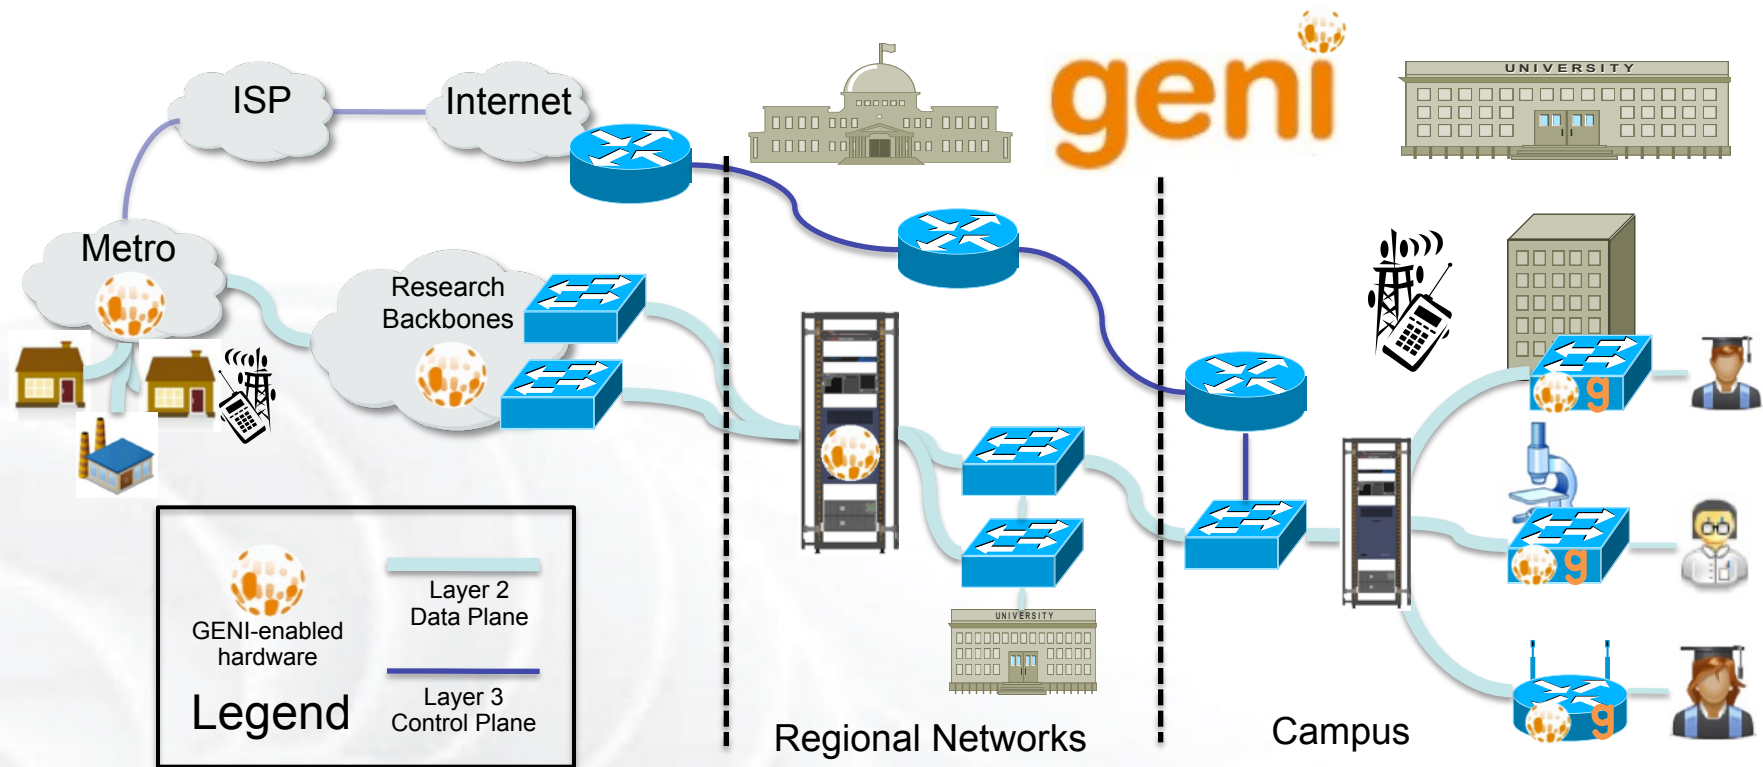 ISP
Internet
geni
UNIVERSITY
Metro
Research
Backbones
g
g
UNIVERSITY
g
GENI-enabled
hardware
Layer 2
Data Plane
Layer 3
Control Plane
Legend
Regional Networks
Campus